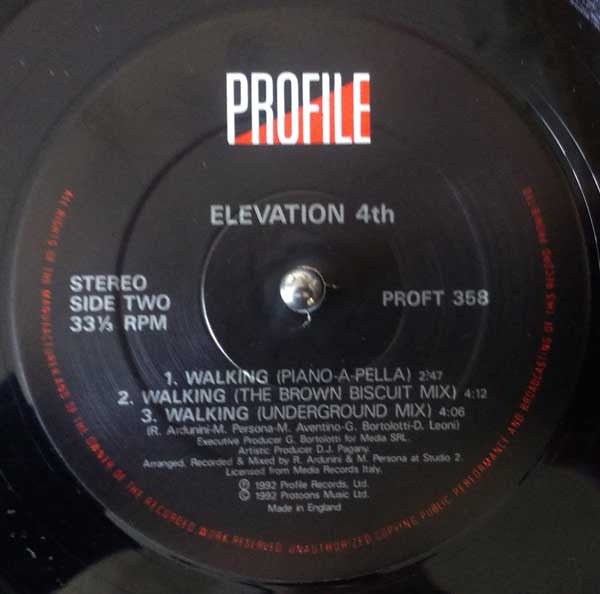 PROFILE
ELEVATION 4th
STEREO
SIDE TWO
33⅓ RPM
PROFT 358
1. WALKING (PIANO-A-PELLA) 2:47
2. WALKING (THE BROWN BISCUIT MIX) 4:12
3. WALKING (UNDERGROUND MIX) 4:06
(R. Ardunini-M. Persona-M. Aventino-G. Bortolotti-D. Leoni)
Executive Producer G. Bortolotti for Media SRL.
Artistic Producer D.J. Pagany.
Arranged, Recorded & Mixed by R. Arduini & M. Persona at Studio 2.
Licensed from Media Records Italy.
℗ 1992 Profile Records, Ltd.
© 1992 Protoons Music Ltd.
Made in England
ALL RIGHTS OF THE MANUFACTURER AND OF THE OWNER OF THE RECORDED WORK RESERVED. UNAUTHORIZED COPYING PUBLIC PERFORMANCE AND BROADCASTING OF THIS RECORD PROHIBITED